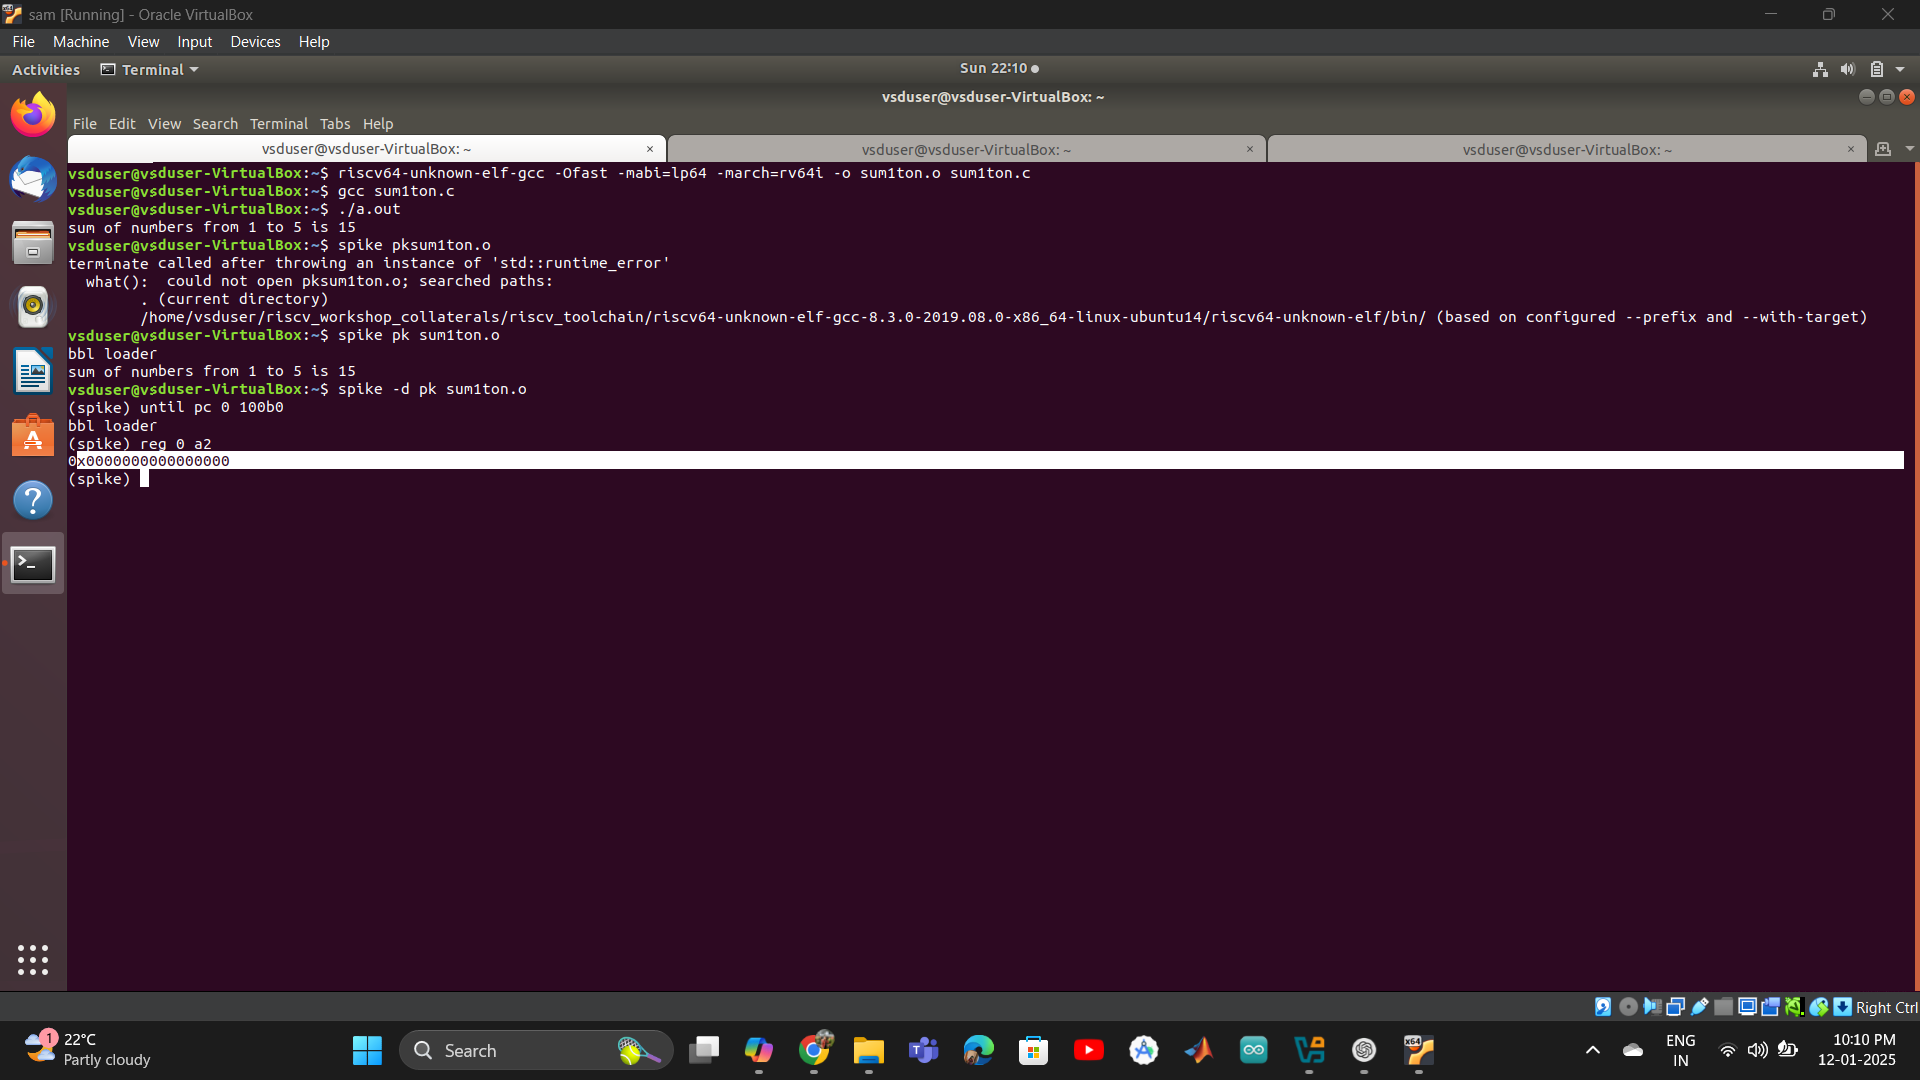 sam [Running] - Oracle VirtualBox
File Machine View Input Devices Help
Activities Terminal Sun 22:10
vsduser@vsduser-VirtualBox: ~
File Edit View Search Terminal Tabs Help
vsduser@vsduser-VirtualBox: ~ × vsduser@vsduser-VirtualBox: ~ × vsduser@vsduser-VirtualBox: ~ ×
vsduser@vsduser-VirtualBox:~$ riscv64-unknown-elf-gcc -Ofast -mabi=lp64 -march=rv64i -o sum1ton.o sum1ton.c
vsduser@vsduser-VirtualBox:~$ gcc sum1ton.c
vsduser@vsduser-VirtualBox:~$ ./a.out
sum of numbers from 1 to 5 is 15
vsduser@vsduser-VirtualBox:~$ spike pksum1ton.o
terminate called after throwing an instance of 'std::runtime_error'
what(): could not open pksum1ton.o; searched paths:
. (current directory)
/home/vsduser/riscv_workshop_collaterals/riscv_toolchain/riscv64-unknown-elf-gcc-8.3.0-2019.08.0-x86_64-linux-ubuntu14/riscv64-unknown-elf/bin/ (based on configured --prefix and --with-target)
vsduser@vsduser-VirtualBox:~$ spike pk sum1ton.o
bbl loader
sum of numbers from 1 to 5 is 15
vsduser@vsduser-VirtualBox:~$ spike -d pk sum1ton.o
(spike) until pc 0 100b0
bbl loader
(spike) reg 0 a2
0x0000000000000000
(spike)
Right Ctrl
1
22°C
Partly cloudy
Search
x64
ENG
IN
10:10 PM
12-01-2025